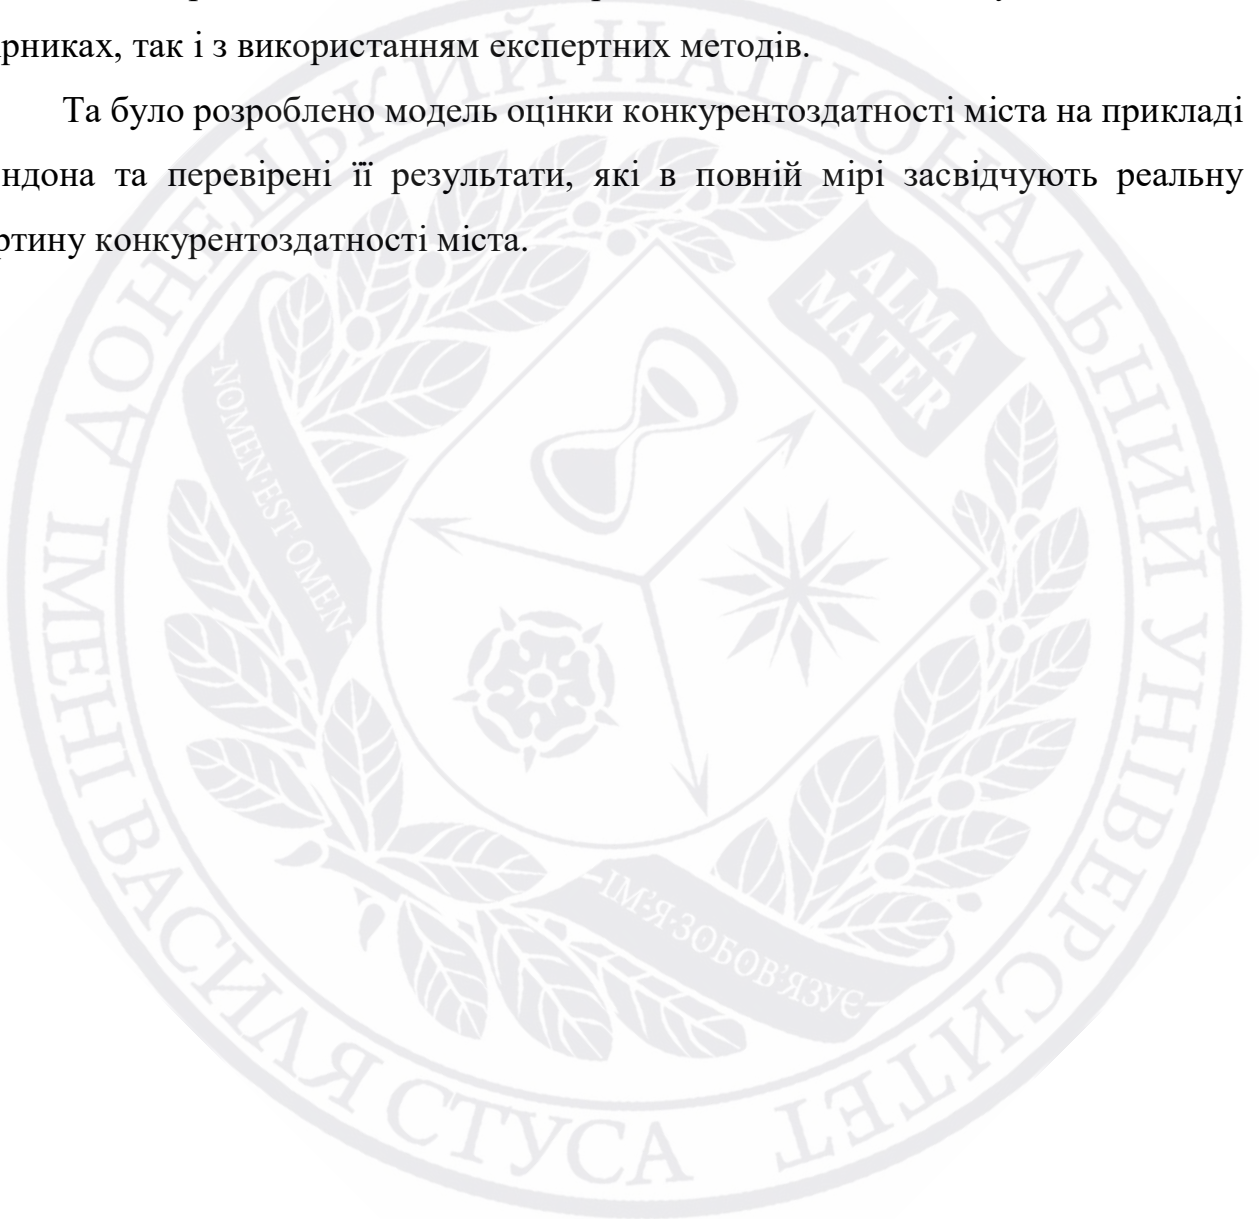 рниках, так і з використанням експертних методів.
Та було розроблено модель оцінки конкурентоздатності міста на прикладі
ндона та перевірені її результати, які в повній мірі засвідчують реальну
ртину конкурентоздатності міста.
ДОНЕЦЬКИЙ НАЦІОНАЛЬНИЙ УНІВЕРСИТЕТ
ІМЕНІ ВАСИЛЯ СТУСА
ALMA
MATER
NOMEN·EST·OMEN
ІМ'Я·ЗОБОВ'ЯЗУЄ